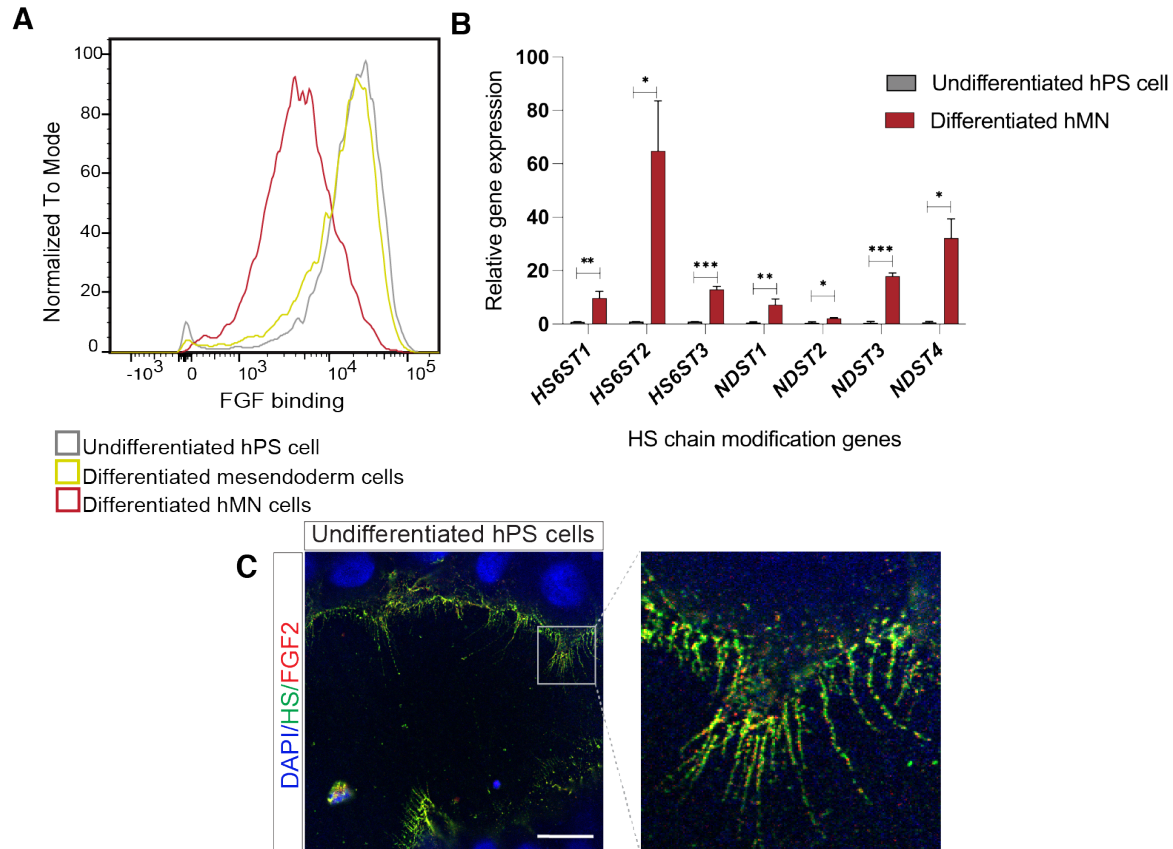 A
100
80
60
40
20
0
Normalized To Mode
-10³ 0 10³ 10⁴ 10⁵
FGF binding
Undifferentiated hPS cell
Differentiated mesendoderm cells
Differentiated hMN cells
B
100
80
60
40
20
0
Relative gene expression
** * *** ** * *** *
HS6ST1 HS6ST2 HS6ST3 NDST1 NDST2 NDST3 NDST4
HS chain modification genes
Undifferentiated hPS cell
Differentiated hMN
C
Undifferentiated hPS cells
DAPI/HS/FGF2